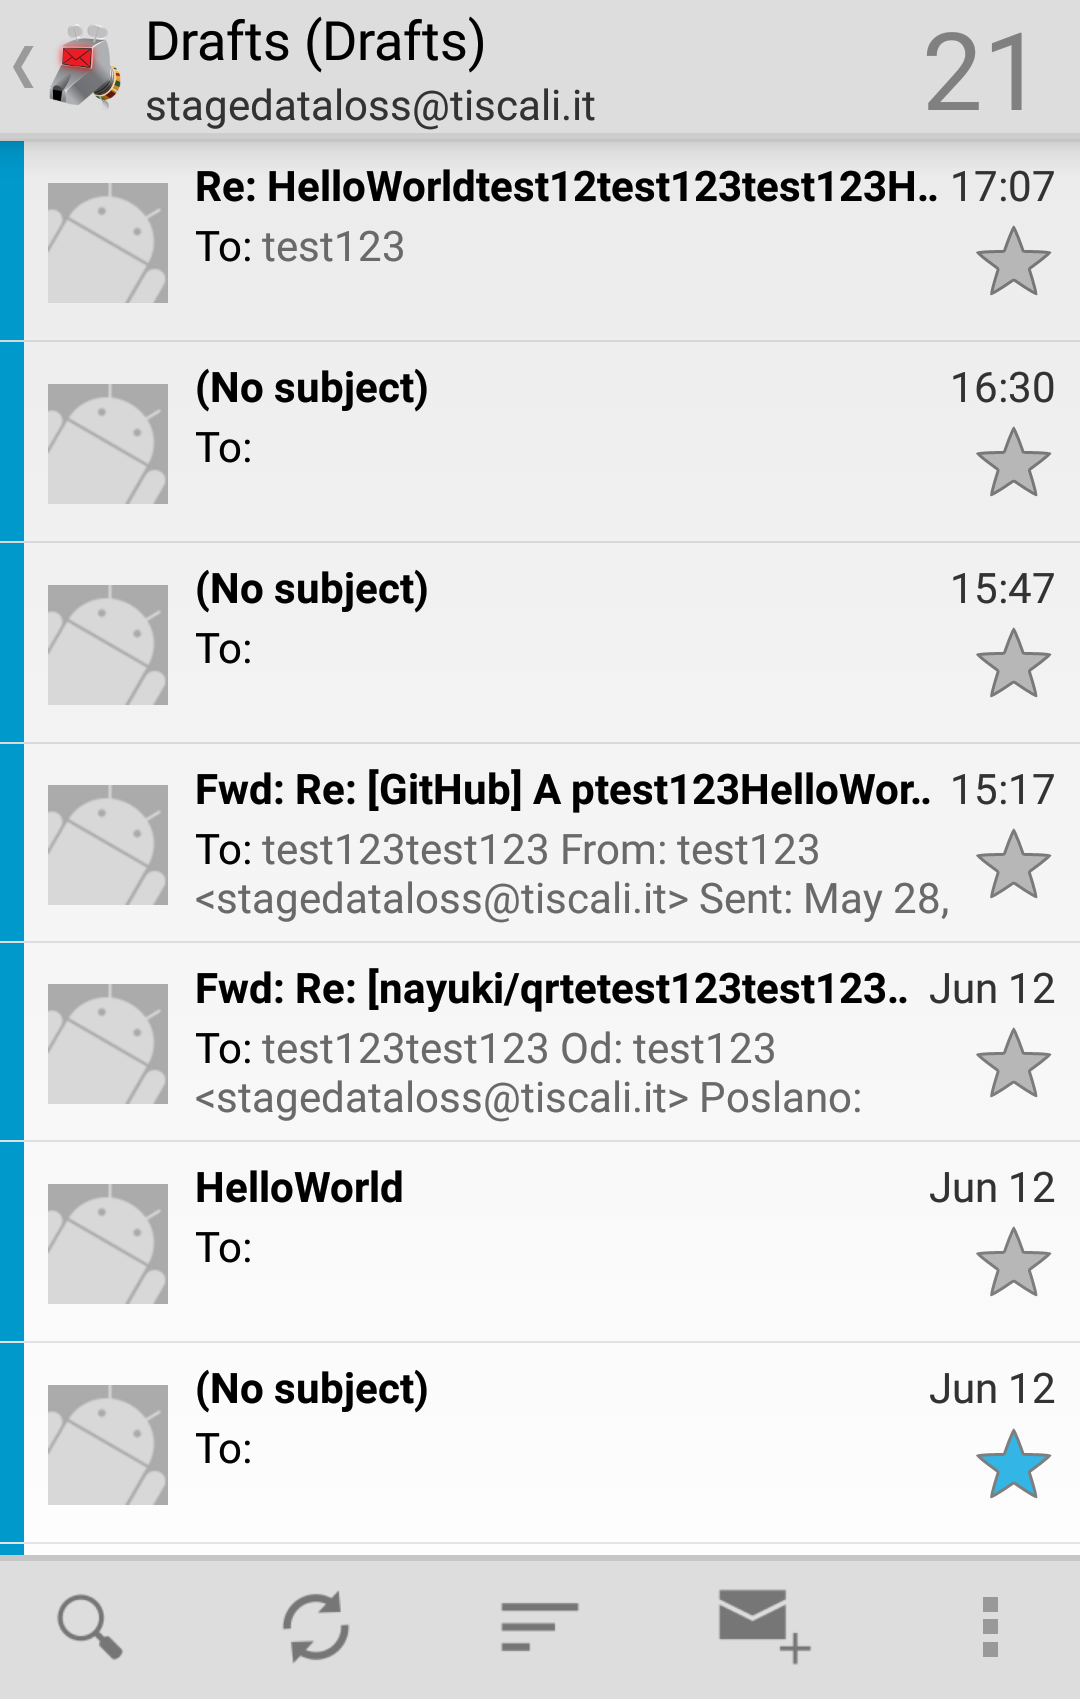 Drafts (Drafts)
stagedataloss@tiscali.it
21
Re: HelloWorldtest12test123test123H.. 17:07
To: test123
(No subject) 16:30
To:
(No subject) 15:47
To:
Fwd: Re: [GitHub] A ptest123HelloWor.. 15:17
To: test123test123 From: test123
<stagedataloss@tiscali.it> Sent: May 28,
Fwd: Re: [nayuki/qrtetest123test123.. Jun 12
To: test123test123 Od: test123
<stagedataloss@tiscali.it> Poslano:
HelloWorld Jun 12
To:
(No subject) Jun 12
To: